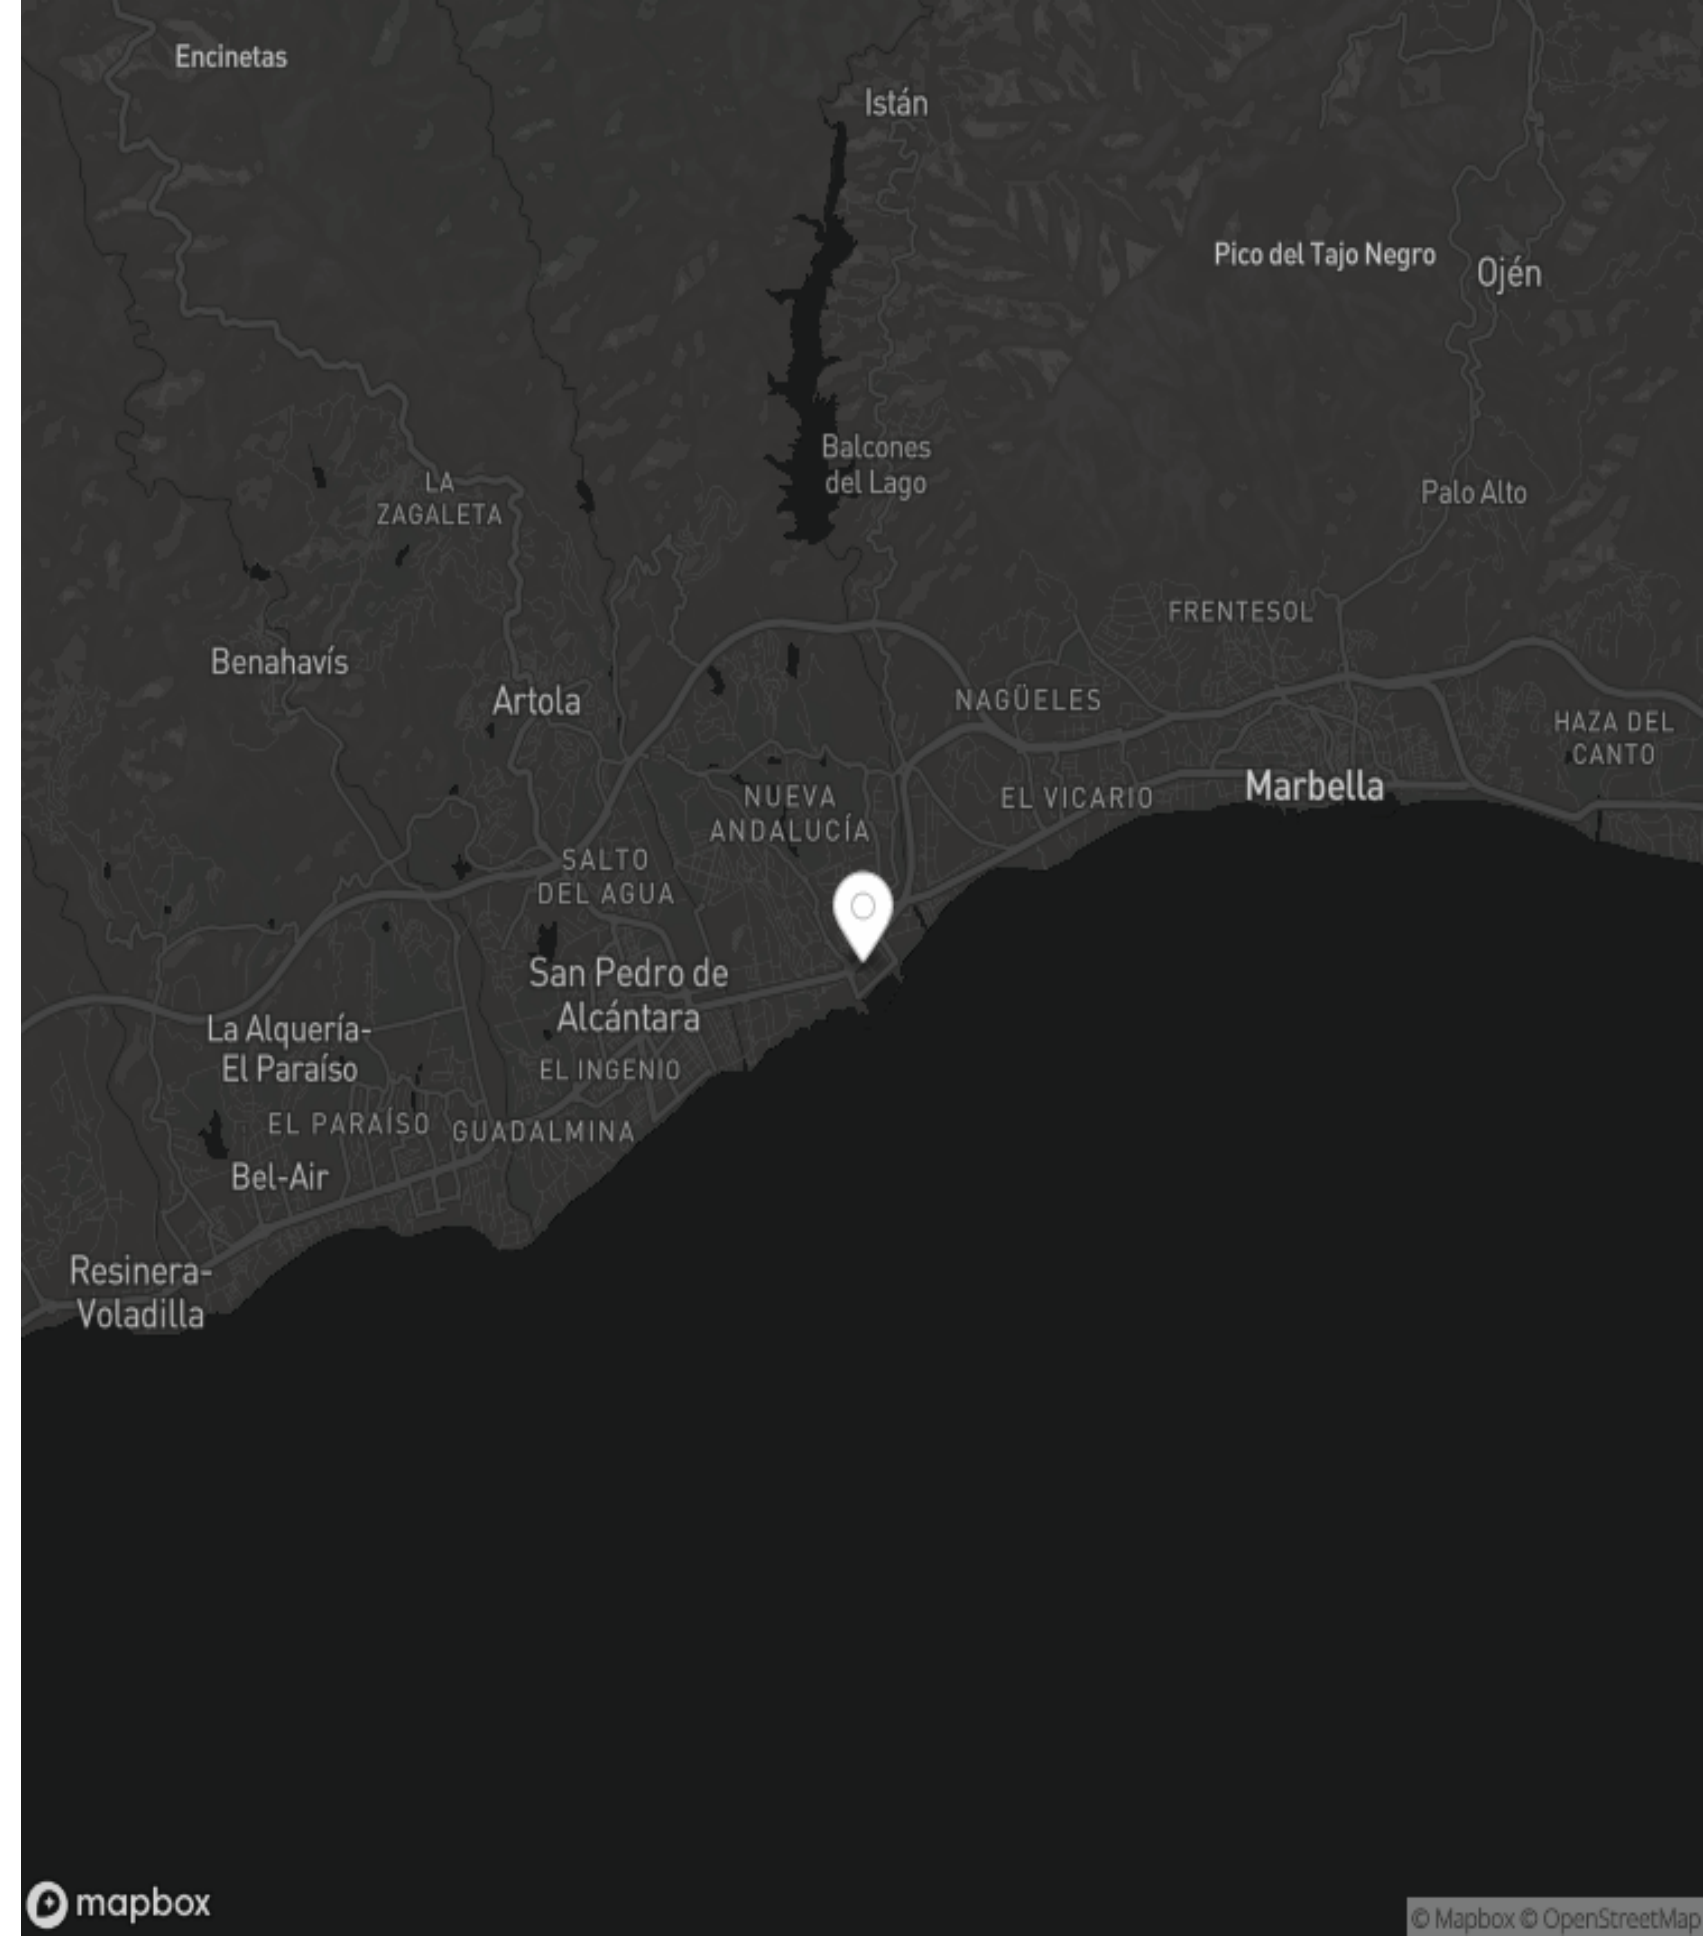 Encinetas
Istán
Pico del Tajo Negro
Ojén
Balcones
del Lago
LA
ZAGALETA
Palo Alto
FRENTESOL
Benahavís
Artola
NAGÜELES
HAZA DEL
CANTO
NUEVA
ANDALUCÍA
EL VICARIO
Marbella
SALTO
DEL AGUA
San Pedro de
Alcántara
La Alquería-
El Paraíso
EL INGENIO
EL PARAÍSO
GUADALMINA
Bel-Air
Resinera-
Voladilla
mapbox
© Mapbox © OpenStreetMap